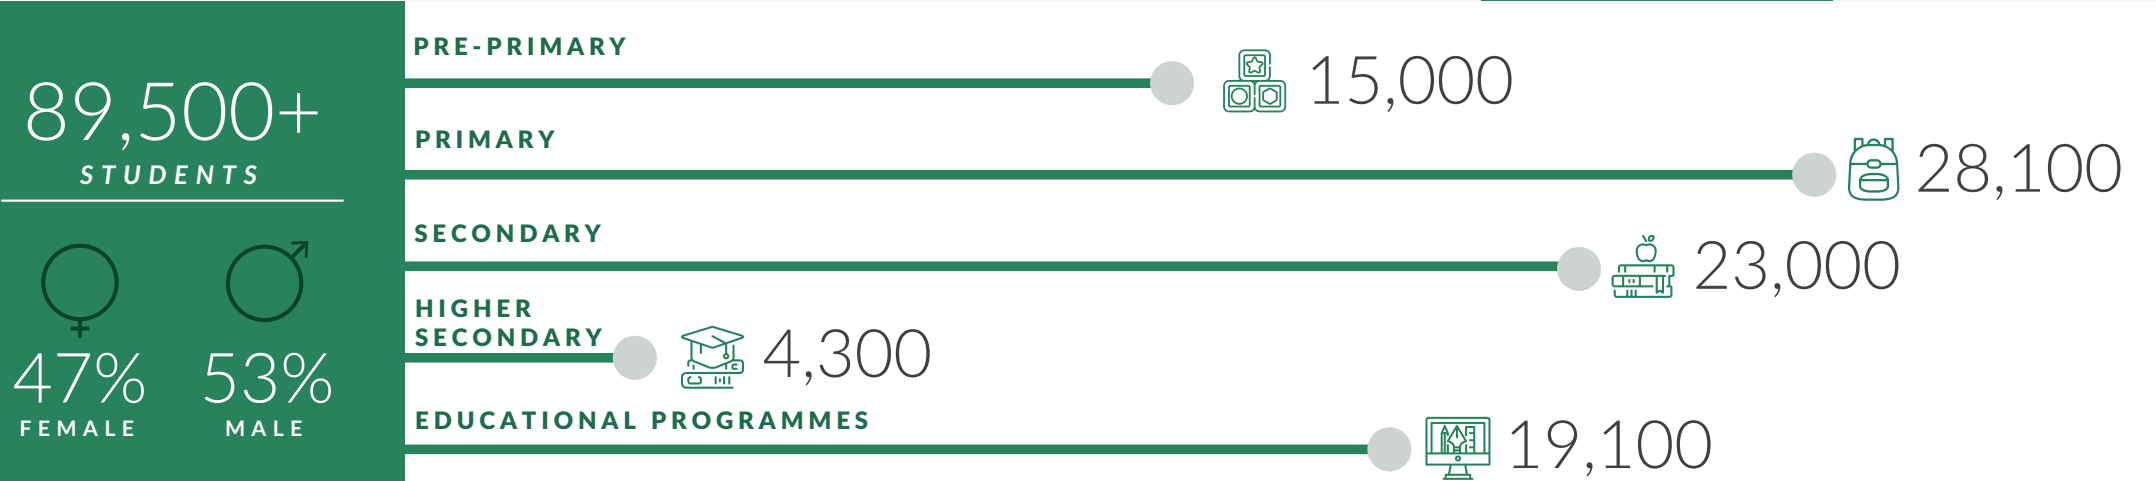 89,500+
STUDENTS
47%
FEMALE
53%
MALE
PRE-PRIMARY
15,000
PRIMARY
28,100
SECONDARY
23,000
HIGHER
SECONDARY
4,300
EDUCATIONAL PROGRAMMES
19,100